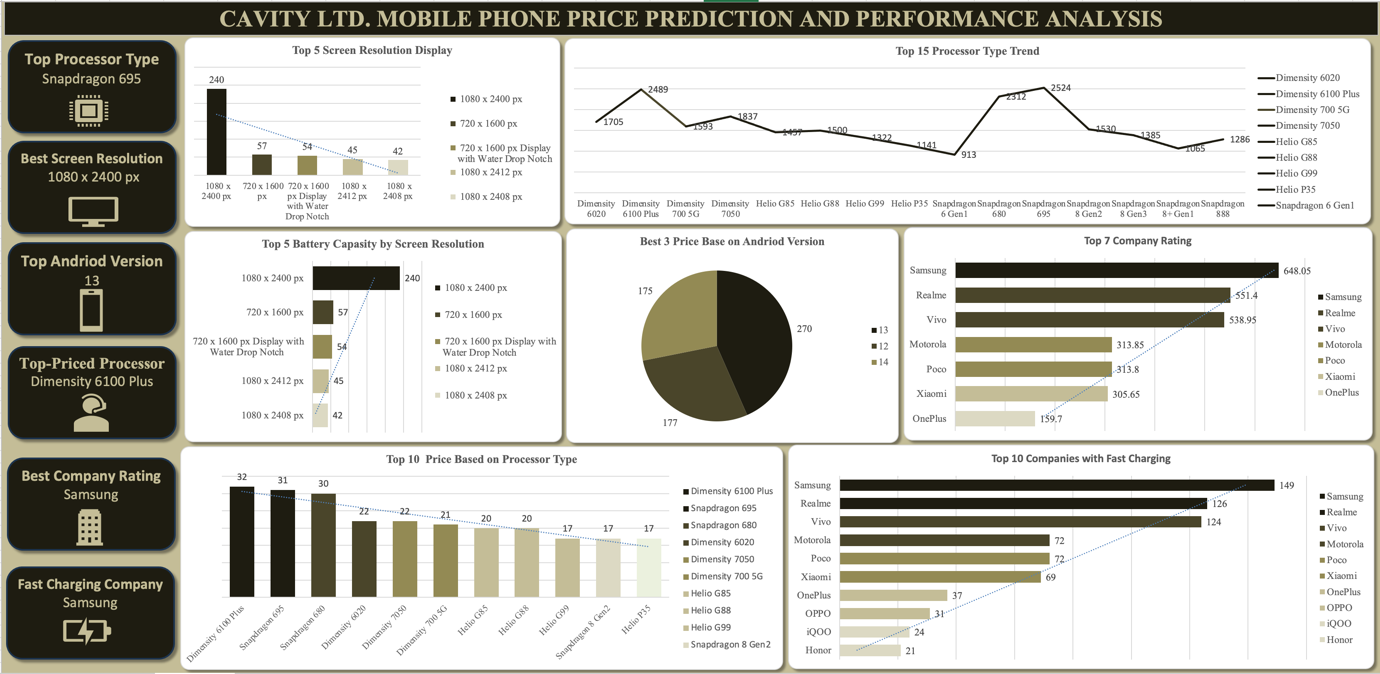 CAVITY LTD. MOBILE PHONE PRICE PREDICTION AND PERFORMANCE ANALYSIS
Top Processor Type
Snapdragon 695
Best Screen Resolution
1080 x 2400 px
Top Andriod Version
13
Top-Priced Processor
Dimensity 6100 Plus
Best Company Rating
Samsung
Fast Charging Company
Samsung
Top 5 Screen Resolution Display
240
57
54
45
42
1080 x
2400 px
720 x 1600
px
720 x 1600
px Display
with Water
Drop Notch
1080 x
2412 px
1080 x
2408 px
1080 x 2400 px
720 x 1600 px
720 x 1600 px Display
with Water Drop Notch
1080 x 2412 px
1080 x 2408 px
Top 15 Processor Type Trend
1705
2489
1593
1837
1457
1500
1322
1141
913
2312
2524
1530
1385
1065
1286
Dimensity
6020
Dimensity
6100 Plus
Dimensity
700 5G
Dimensity
7050
Helio G85
Helio G88
Helio G99
Helio P35
Snapdragon
6 Gen1
Snapdragon
680
Snapdragon
695
Snapdragon
8 Gen2
Snapdragon
8 Gen3
Snapdragon
8+ Gen1
Snapdragon
888
Dimensity 6020
Dimensity 6100 Plus
Dimensity 700 5G
Dimensity 7050
Helio G85
Helio G88
Helio G99
Helio P35
Snapdragon 6 Gen1
Top 5 Battery Capasity by Screen Resolution
1080 x 2400 px
240
720 x 1600 px
57
720 x 1600 px Display with
Water Drop Notch
54
1080 x 2412 px
45
1080 x 2408 px
42
1080 x 2400 px
720 x 1600 px
720 x 1600 px Display with
Water Drop Notch
1080 x 2412 px
1080 x 2408 px
Best 3 Price Base on Andriod Version
175
270
177
13
12
14
Top 7 Company Rating
Samsung
648.05
Realme
551.4
Vivo
538.95
Motorola
313.85
Poco
313.8
Xiaomi
305.65
OnePlus
159.7
Samsung
Realme
Vivo
Motorola
Poco
Xiaomi
OnePlus
Top 10 Price Based on Processor Type
32
31
30
22
22
21
20
20
17
17
17
Dimensity 6100 Plus
Snapdragon 695
Snapdragon 680
Dimensity 6020
Dimensity 7050
Dimensity 700 5G
Helio G85
Helio G88
Helio G99
Snapdragon 8 Gen2
Helio P35
Dimensity 6100 Plus
Snapdragon 695
Snapdragon 680
Dimensity 6020
Dimensity 7050
Dimensity 700 5G
Helio G85
Helio G88
Helio G99
Snapdragon 8 Gen2
Top 10 Companies with Fast Charging
Samsung
149
Realme
126
Vivo
124
Motorola
72
Poco
72
Xiaomi
69
OnePlus
37
OPPO
31
iQOO
24
Honor
21
Samsung
Realme
Vivo
Motorola
Poco
Xiaomi
OnePlus
OPPO
iQOO
Honor